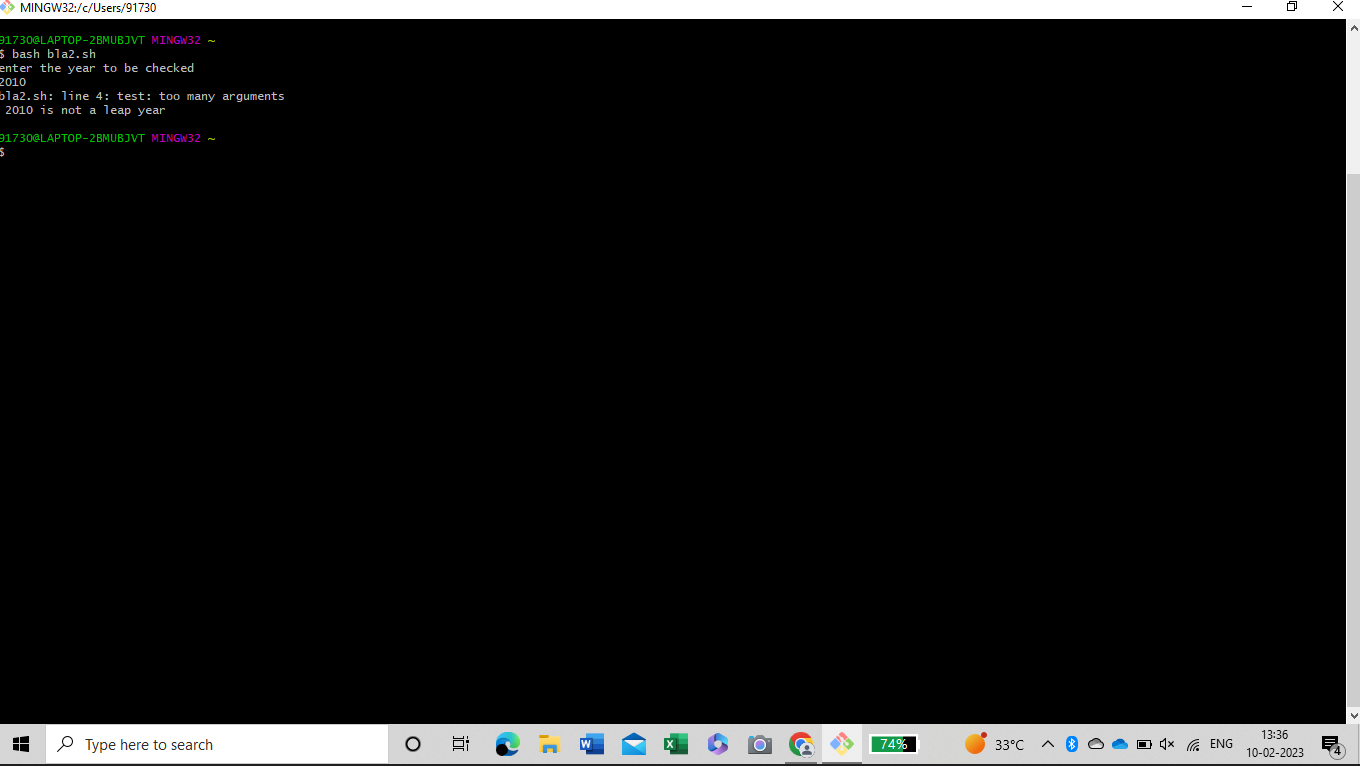 MINGW32:/c/Users/91730
91730@LAPTOP-2BMUBJVT MINGW32 ~
$ bash bla2.sh
enter the year to be checked
2010
bla2.sh: line 4: test: too many arguments
 2010 is not a leap year
91730@LAPTOP-2BMUBJVT MINGW32 ~
$
Type here to search
74%
33°C
ENG
13:36
10-02-2023
4